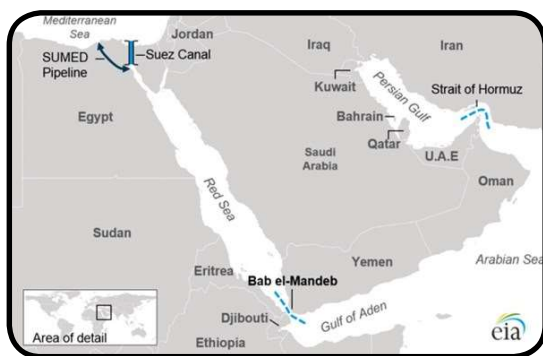 Mediterranean
Sea
Jordan
Iraq
Iran
SUMED
Pipeline
Suez Canal
Kuwait
Strait of Hormuz
Persian Gulf
Egypt
Bahrain
Qatar
Saudi
Arabia
U.A.E
Oman
Red Sea
Sudan
Yemen
Arabian Sea
Eritrea
Bab el-Mandeb
Gulf of Aden
Djibouti
Ethiopia
Area of detail
eia